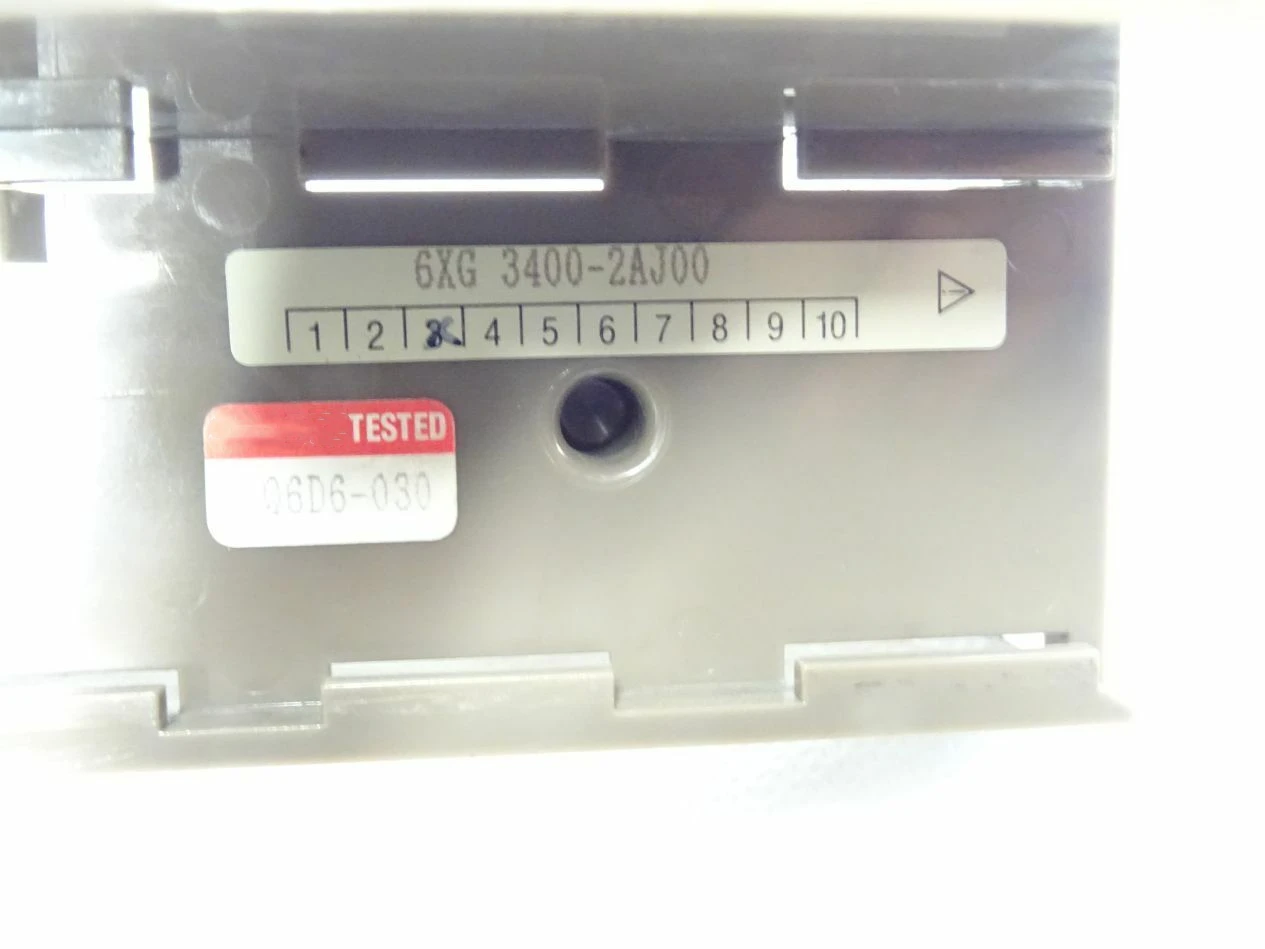 6XG 3400-2AJ00
1 2 3 4 5 6 7 8 9 10
TESTED
Q6D6-030